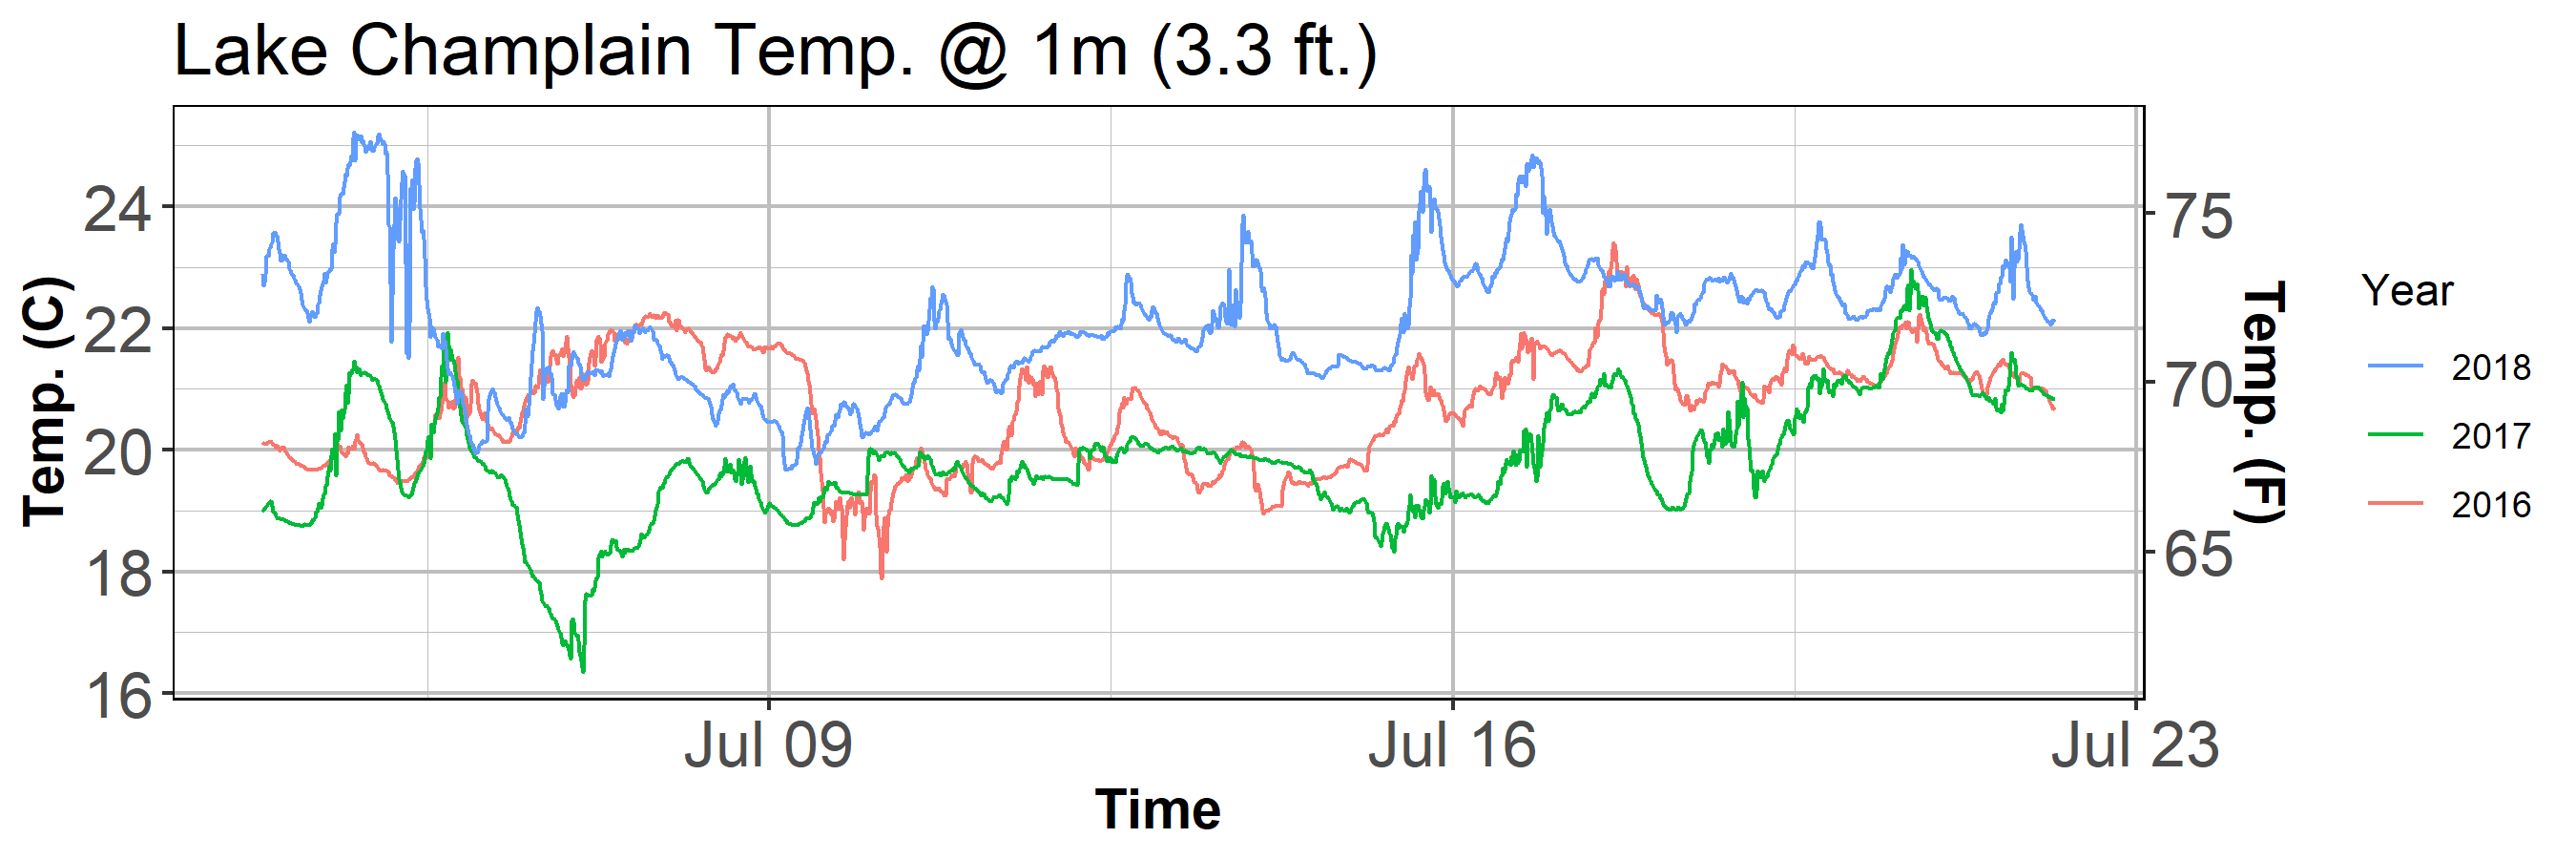 Lake Champlain Temp. @ 1m (3.3 ft.)
Temp. (C)
24
22
20
18
16
75
70
65
Temp. (F)
Jul 09
Jul 16
Jul 23
Time
Year
2018
2017
2016